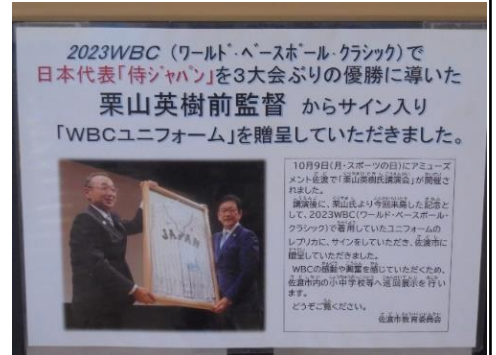 2023WBC（ワールド・ベースボール・クラシック）で
日本代表「侍ジャパン」を3大会ぶりの優勝に導いた
栗山英樹前監督 からサイン入り
「WBCユニフォーム」を贈呈していただきました。
JAPAN
10月9日(月・スポーツの日)にアミューズ
メント佐渡で「栗山英樹氏講演会」が開催さ
れました。
講演後に、栗山氏より今回来島した記念と
して、2023WBC(ワールド・ベースボール・
クラシック)で着用していたユニフォームの
レプリカに、サインをしていただき、佐渡市に
贈呈していただきました。
WBCの感動や興奮を感じていただくため、
佐渡市内の小中学校等へ巡回展示を行い
ます。
どうぞご覧ください。
佐渡市教育委員会